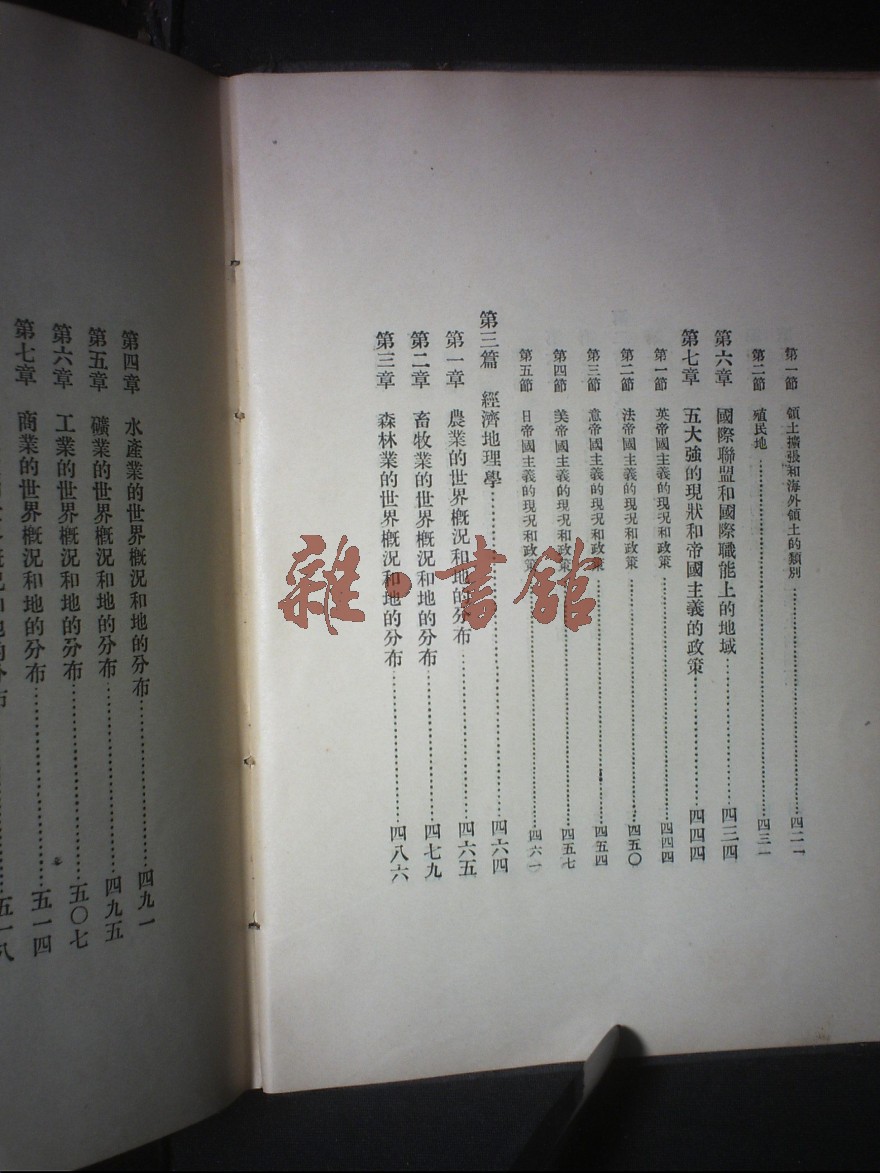 第一節 領土擴張和海外領土的類別……四二一
第二節 殖民地……四三一
第六章 國際聯盟和國際職能上的地域……四三四
第七章 五大強的現狀和帝國主義的政策……四四四
第一節 英帝國主義的現況和政策……四四四
第二節 法帝國主義的現況和政策……四五〇
第三節 意帝國主義的現況和政策……四五四
第四節 美帝國主義的現況和政策……四五七
第五節 日帝國主義的現況和政策……四六一
第三篇 經濟地理學……四六四
第一章 農業的世界概況和地的分布……四六五
第二章 畜牧業的世界概況和地的分布……四七九
第三章 森林業的世界概況和地的分布……四八六
第四章 水產業的世界概況和地的分布……四九一
第五章 礦業的世界概況和地的分布……四九五
第六章 工業的世界概況和地的分布……五〇七
第七章 商業的世界概況和地的分布……五一四
五一八
雜·書館